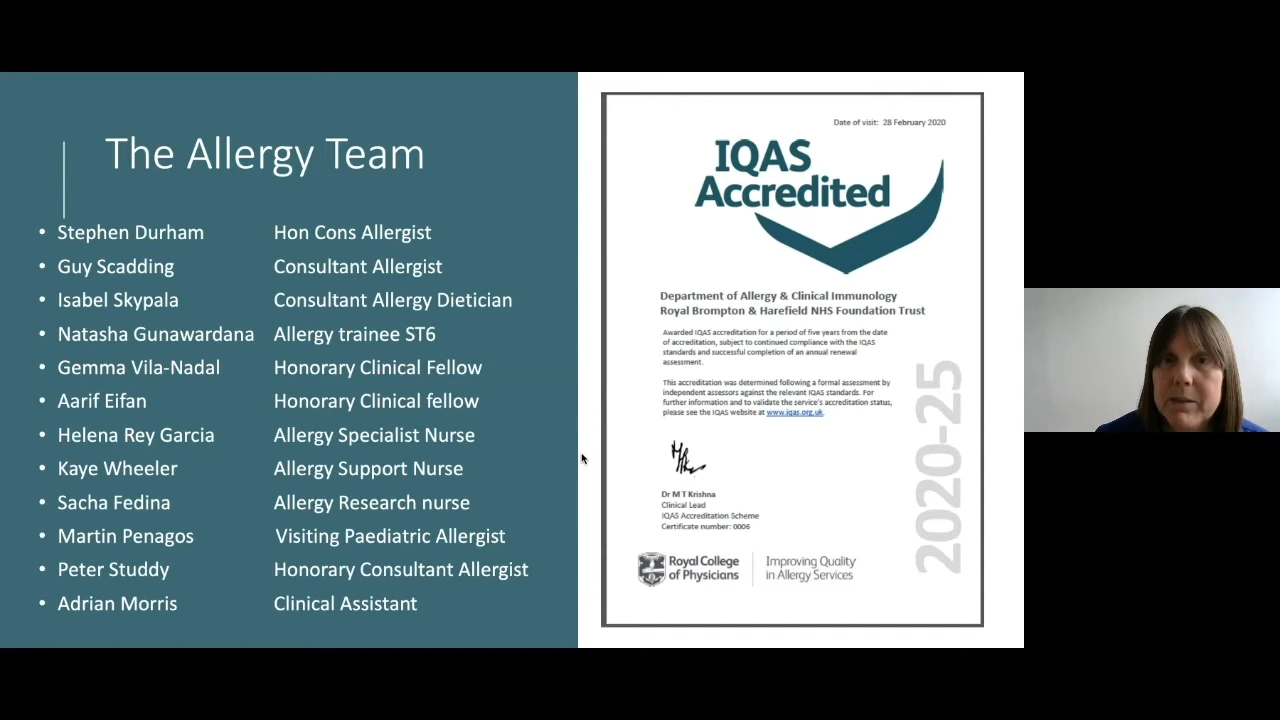 The Allergy Team
• Stephen Durham Hon Cons Allergist
• Guy Scadding Consultant Allergist
• Isabel Skypala Consultant Allergy Dietician
• Natasha Gunawardana Allergy trainee ST6
• Gemma Vila-Nadal Honorary Clinical Fellow
• Aarif Eifan Honorary Clinical fellow
• Helena Rey Garcia Allergy Specialist Nurse
• Kaye Wheeler Allergy Support Nurse
• Sacha Fedina Allergy Research nurse
• Martin Penagos Visiting Paediatric Allergist
• Peter Studdy Honorary Consultant Allergist
• Adrian Morris Clinical Assistant
Date of visit: 28 February 2020
IQAS
Accredited
Department of Allergy & Clinical Immunology
Royal Brompton & Harefield NHS Foundation Trust
Awarded IQAS accreditation for a period of five years from the date
of accreditation, subject to continued compliance with the IQAS
standards and successful completion of an annual renewal
assessment.
This accreditation was determined following a formal assessment by
independent assessors against the relevant IQAS standards. For
further information and to validate the service's accreditation status,
please see the IQAS website at www.iqas.org.uk.
Dr M T Krishna
Clinical Lead
IQAS Accreditation Scheme
Certificate number: 0006
2020-25
Royal College
of Physicians
Improving Quality
in Allergy Services